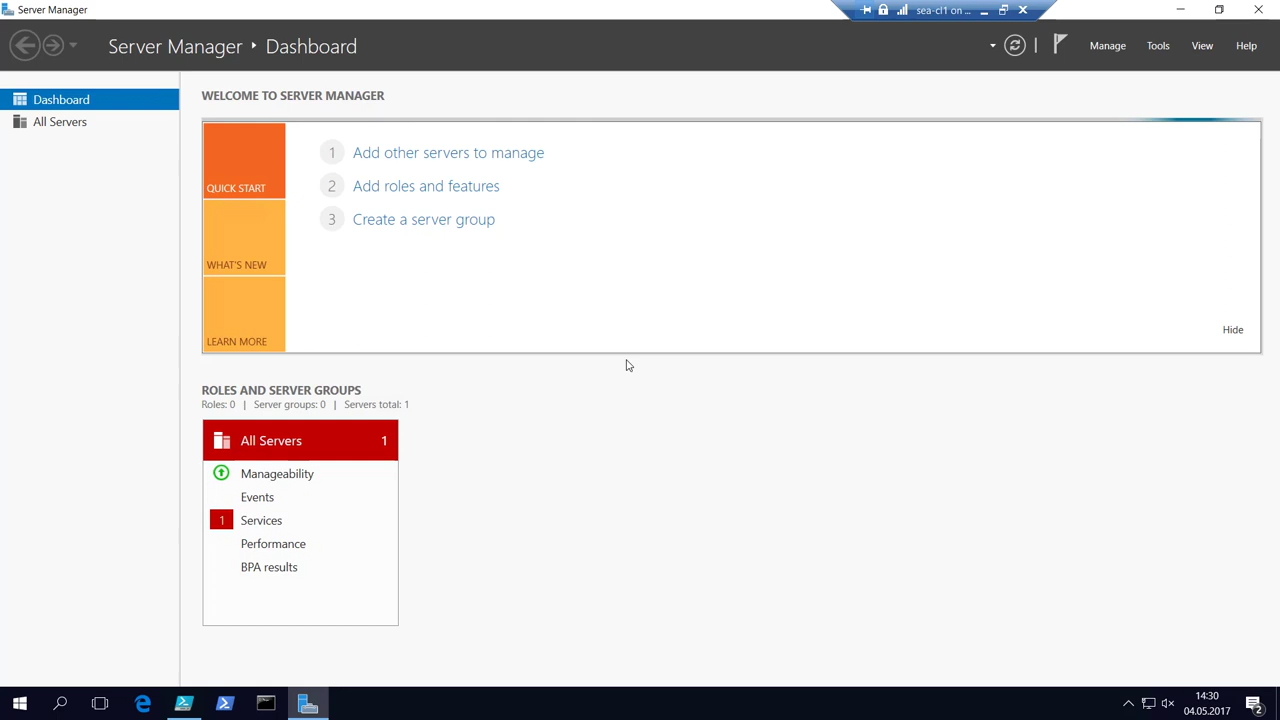 Server Manager
sea-cl1 on ...
Server Manager ‣ Dashboard
Manage Tools View Help
Dashboard
All Servers
WELCOME TO SERVER MANAGER
QUICK START
WHAT'S NEW
LEARN MORE
1 Add other servers to manage
2 Add roles and features
3 Create a server group
Hide
ROLES AND SERVER GROUPS
Roles: 0 | Server groups: 0 | Servers total: 1
All Servers 1
Manageability
Events
1 Services
Performance
BPA results
14:30
04.05.2017
2